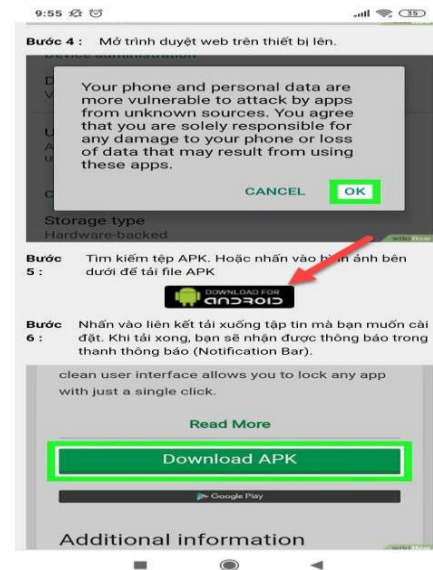 9:55
35
Bước 4 : Mở trình duyệt web trên thiết bị lên.
Device administration
Your phone and personal data are
more vulnerable to attack by apps
from unknown sources. You agree
that you are solely responsible for
any damage to your phone or loss
of data that may result from using
these apps.
CANCEL OK
Storage type
Hardware-backed
wikiHow
Bước 5 : Tìm kiếm tệp APK. Hoặc nhấn vào hình ảnh bên
dưới để tải file APK
DOWNLOAD FOR
ANDROID
Bước 6 : Nhấn vào liên kết tải xuống tập tin mà bạn muốn cài
đặt. Khi tải xong, bạn sẽ nhận được thông báo trong
thanh thông báo (Notification Bar).
clean user interface allows you to lock any app
with just a single click.
Read More
Download APK
Google Play
Additional information